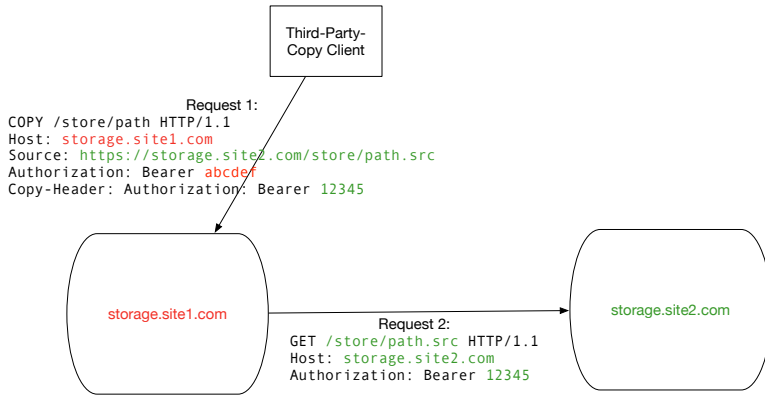 Third-Party-
Copy Client
Request 1:
COPY /store/path HTTP/1.1
Host: storage.site1.com
Source: https://storage.site2.com/store/path.src
Authorization: Bearer abcdef
Copy-Header: Authorization: Bearer 12345
storage.site1.com
storage.site2.com
Request 2:
GET /store/path.src HTTP/1.1
Host: storage.site2.com
Authorization: Bearer 12345